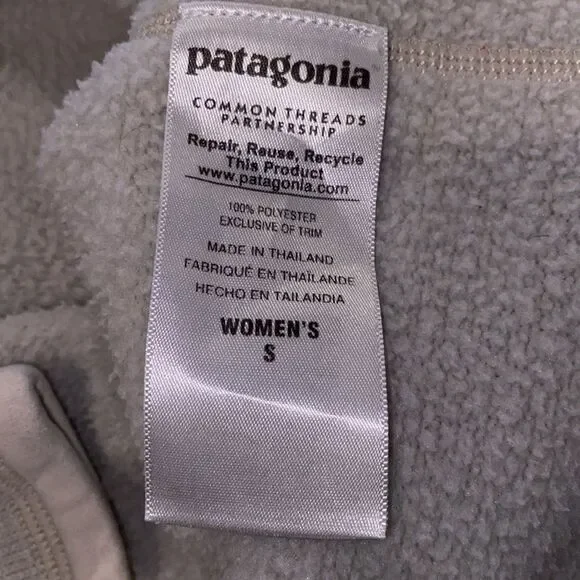 patagonia
COMMON THREADS
PARTNERSHIP
Repair, Reuse, Recycle
This Product
www.patagonia.com
100% POLYESTER
EXCLUSIVE OF TRIM
MADE IN THAILAND
FABRIQUÉ EN THAÏLANDE
HECHO EN TAILANDIA
WOMEN'S
S